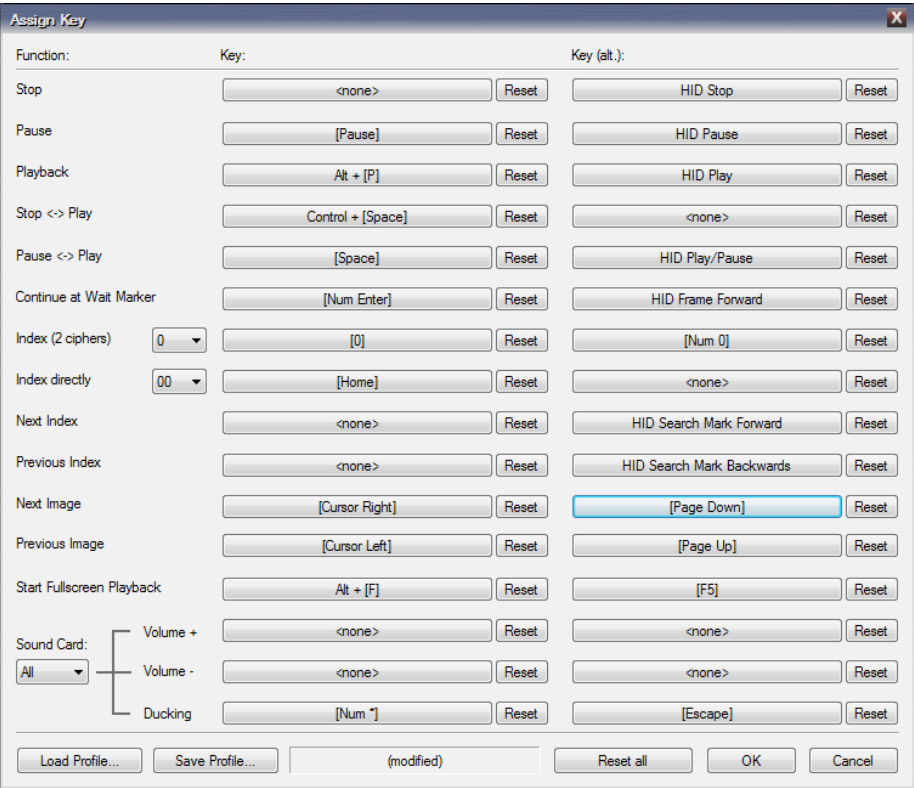 Assign Key X
Function: Key: Key (alt.):
Stop <none> Reset HID Stop Reset
Pause [Pause] Reset HID Pause Reset
Playback Alt + [P] Reset HID Play Reset
Stop <-> Play Control + [Space] Reset <none> Reset
Pause <-> Play [Space] Reset HID Play/Pause Reset
Continue at Wait Marker [Num Enter] Reset HID Frame Forward Reset
Index (2 ciphers) 0 [0] Reset [Num 0] Reset
Index directly 00 [Home] Reset <none> Reset
Next Index <none> Reset HID Search Mark Forward Reset
Previous Index <none> Reset HID Search Mark Backwards Reset
Next Image [Cursor Right] Reset [Page Down] Reset
Previous Image [Cursor Left] Reset [Page Up] Reset
Start Fullscreen Playback Alt + [F] Reset [F5] Reset
Volume + <none> Reset <none> Reset
Sound Card:
All Volume - <none> Reset <none> Reset
Ducking [Num *] Reset [Escape] Reset
Load Profile... Save Profile... (modified) Reset all OK Cancel